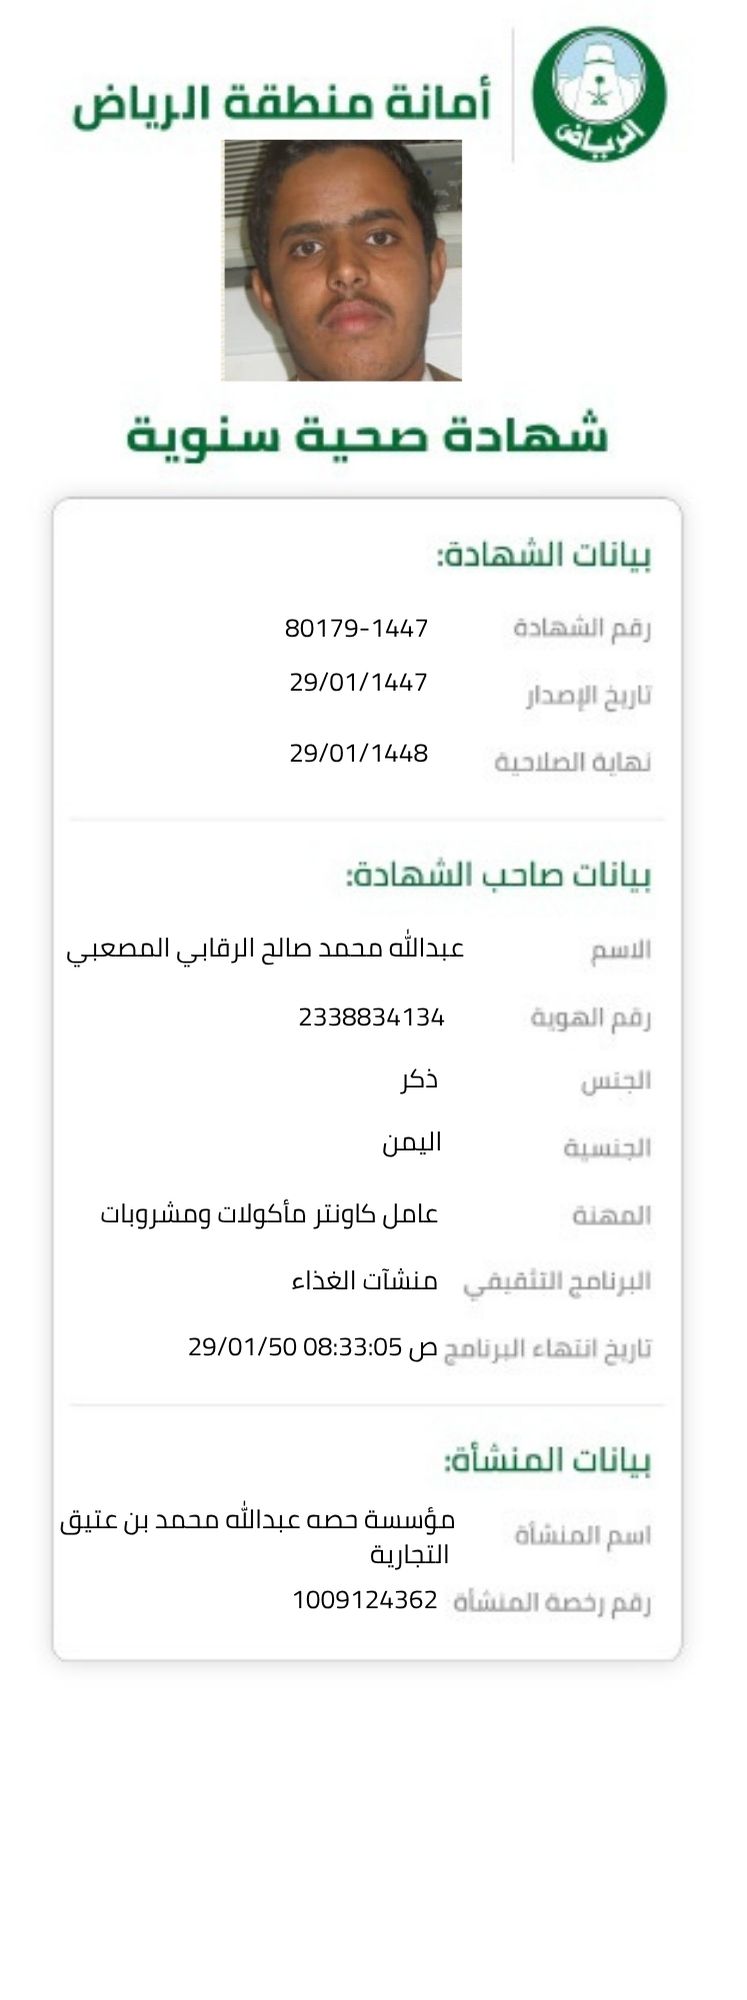 أمانة منطقة الرياض
الرياض
شهادة صحية سنوية
بيانات الشهادة:
رقم الشهادة 80179-1447
تاريخ الإصدار 29/01/1447
نهاية الصلاحية 29/01/1448
بيانات صاحب الشهادة:
الاسم عبدالله محمد صالح الرقابي المصعبي
رقم الهوية 2338834134
الجنس ذكر
الجنسية اليمن
المهنة عامل كاونتر مأكولات ومشروبات
البرنامج التثقيفي منشآت الغذاء
تاريخ انتهاء البرنامج ص 08:33:05 29/01/50
بيانات المنشأة:
اسم المنشأة مؤسسة حصه عبدالله محمد بن عتيق
التجارية
رقم رخصة المنشأة 1009124362